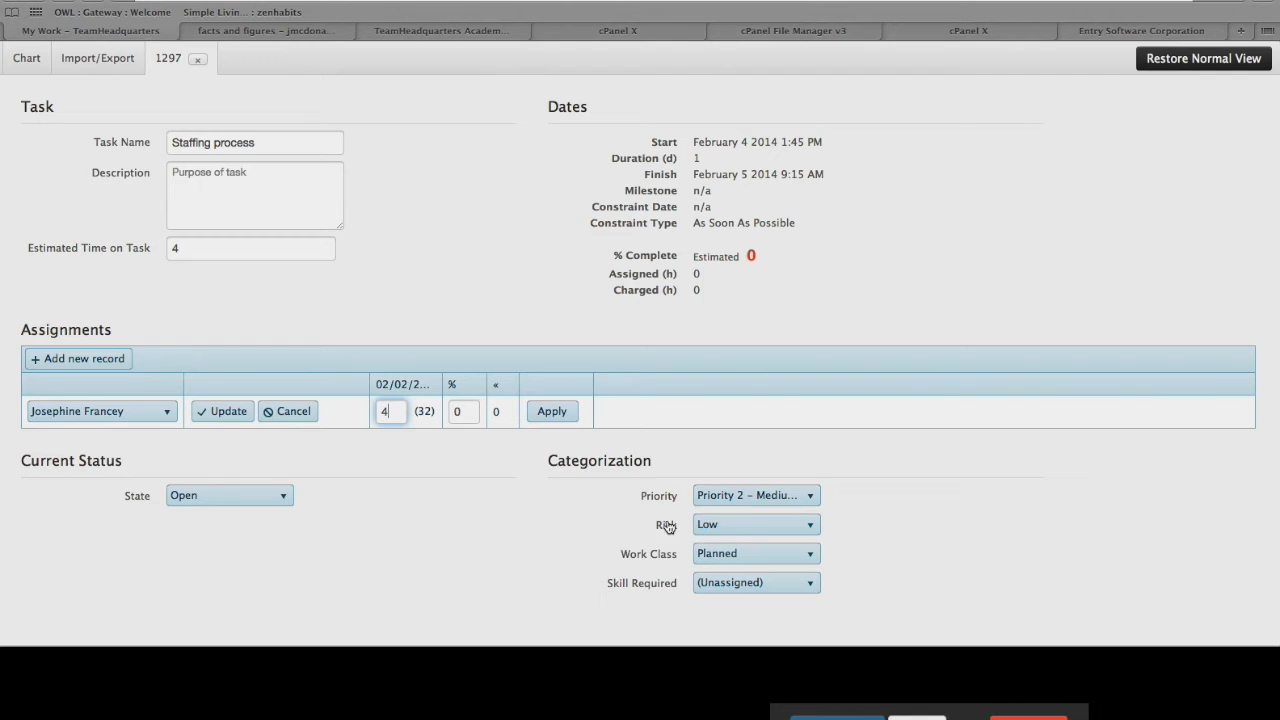 OWL : Gateway : Welcome Simple Livin... : zenhabits
My Work - TeamHeadquarters facts and figures - jmcdona... TeamHeadquarters Academ... cPanel X cPanel File Manager v3 cPanel X Entry Software Corporation +
Chart Import/Export 1297 x Restore Normal View
Task Dates
Task Name Staffing process Start February 4 2014 1:45 PM
Duration (d) 1
Description Purpose of task Finish February 5 2014 9:15 AM
Milestone n/a
Constraint Date n/a
Constraint Type As Soon As Possible
Estimated Time on Task 4 % Complete Estimated 0
Assigned (h) 0
Charged (h) 0
Assignments
+ Add new record
02/02/2... % «
Josephine Francey Update Cancel 4 (32) 0 0 Apply
Current Status Categorization
State Open Priority Priority 2 - Mediu...
Low
Work Class Planned
Skill Required (Unassigned)